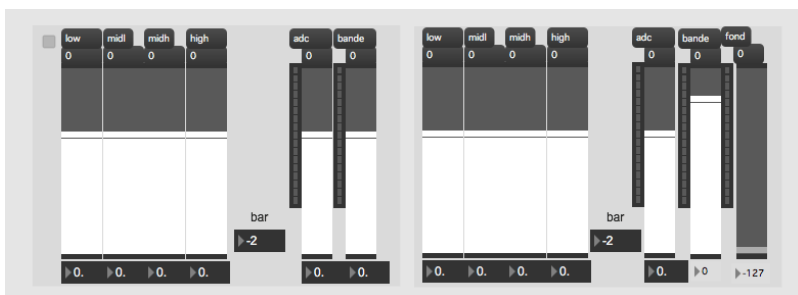 low midl midh high adc bande
0 0 0 0 0 0
bar
-2
0. 0. 0. 0. 0. 0.
low midl midh high adc bande fond
0 0 0 0 0 0 0
bar
-2
0. 0. 0. 0. 0. 0 -127